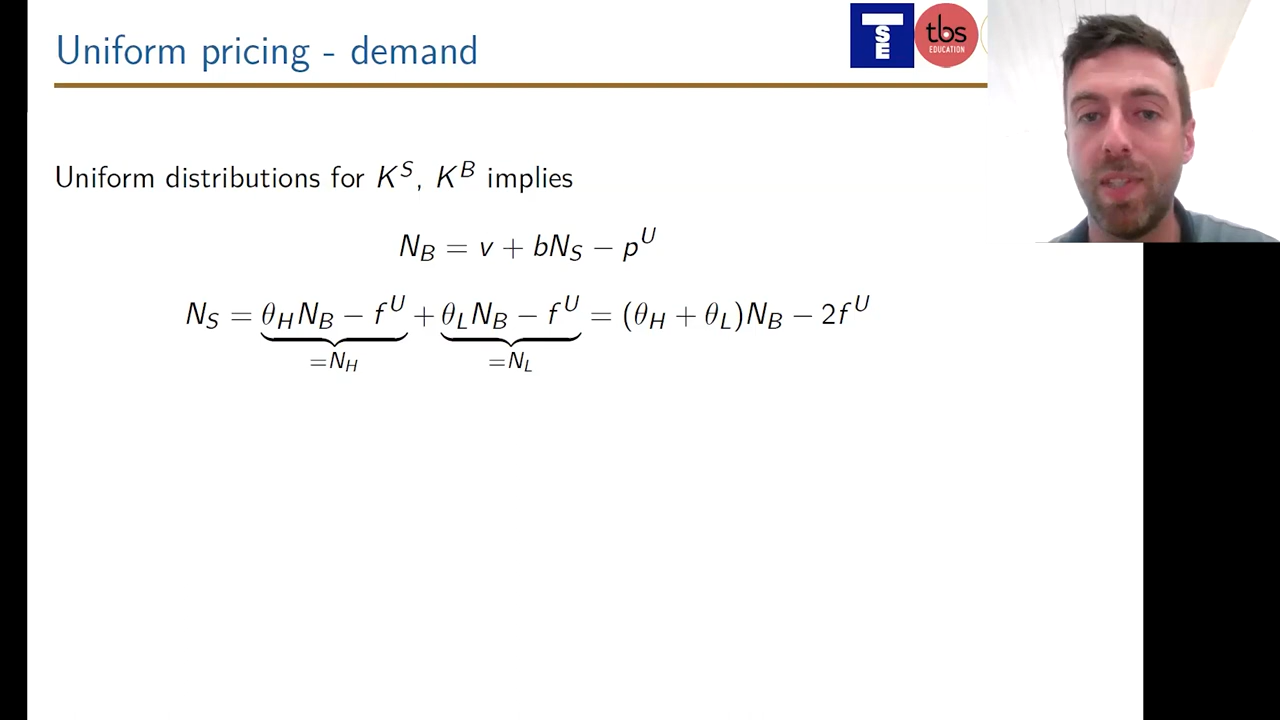 Uniform pricing - demand
TSE
tbs
EDUCATION
Uniform distributions for K^S, K^B implies
N_B = v + bN_S − p^U
N_S = θ_H N_B − f^U + θ_L N_B − f^U = (θ_H + θ_L)N_B − 2f^U
=N_H =N_L